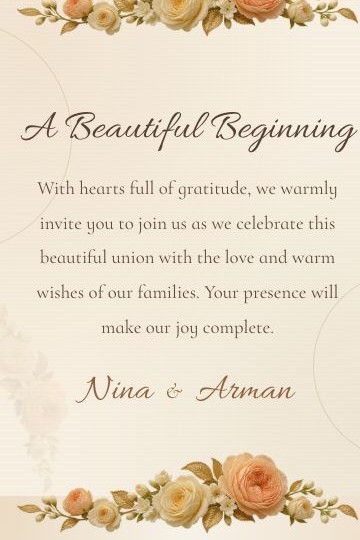 A Beautiful Beginning
With hearts full of gratitude, we warmly
invite you to join us as we celebrate this
beautiful union with the love and warm
wishes of our families. Your presence will
make our joy complete.
Nina & Arman